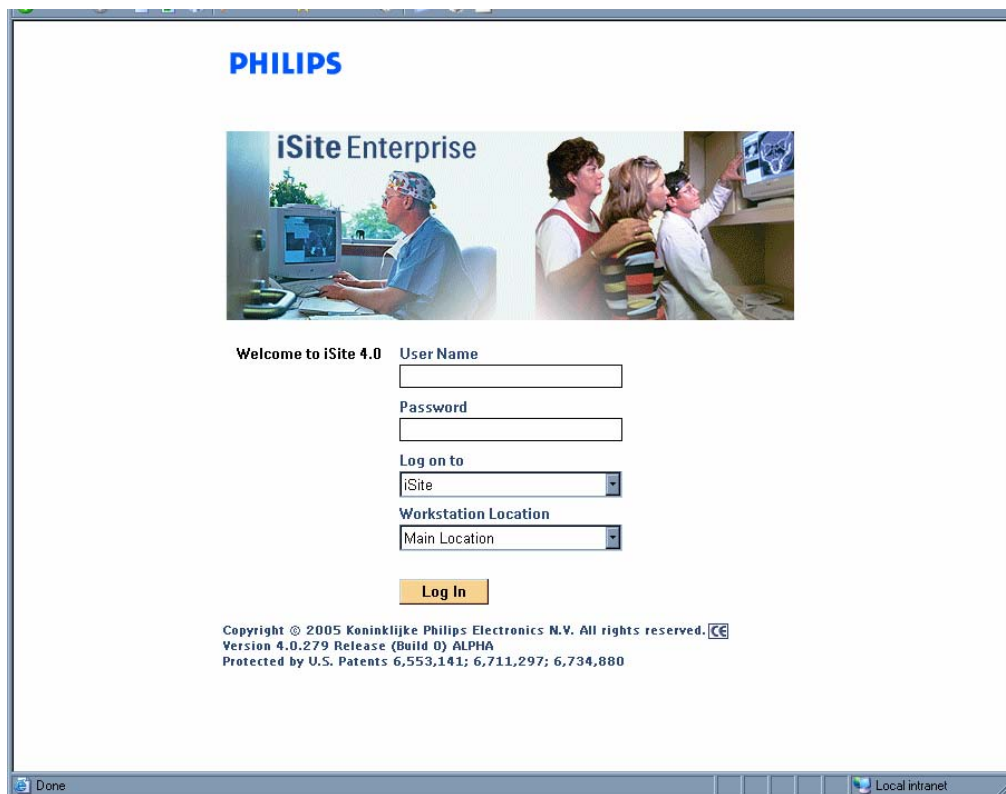 PHILIPS
iSite Enterprise
Welcome to iSite 4.0
User Name
Password
Log on to
iSite
Workstation Location
Main Location
Log In
Copyright © 2005 Koninklijke Philips Electronics N.V. All rights reserved. CE
Version 4.0.279 Release (Build 0) ALPHA
Protected by U.S. Patents 6,553,141; 6,711,297; 6,734,880
Done
Local intranet